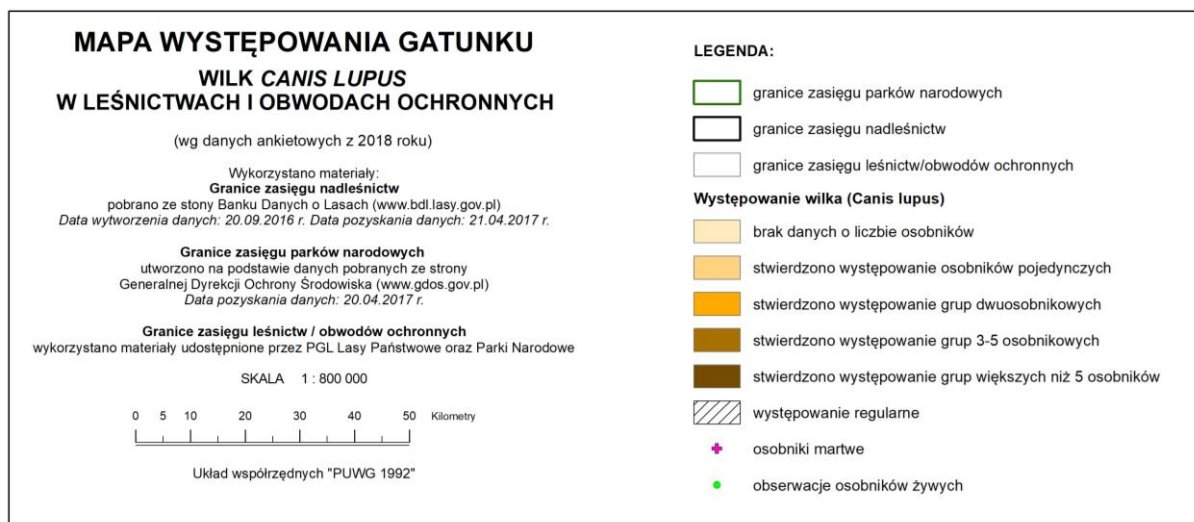 MAPA WYSTĘPOWANIA GATUNKU
WILK CANIS LUPUS
W LEŚNICTWACH I OBWODACH OCHRONNYCH
(wg danych ankietowych z 2018 roku)
Wykorzystano materiały:
Granice zasięgu nadleśnictw
pobrano ze stony Banku Danych o Lasach (www.bdl.lasy.gov.pl)
Data wytworzenia danych: 20.09.2016 r. Data pozyskania danych: 21.04.2017 r.
Granice zasięgu parków narodowych
utworzono na podstawie danych pobranych ze strony
Generalnej Dyrekcji Ochrony Środowiska (www.gdos.gov.pl)
Data pozyskania danych: 20.04.2017 r.
Granice zasięgu leśnictw / obwodów ochronnych
wykorzystano materiały udostępnione przez PGL Lasy Państwowe oraz Parki Narodowe
SKALA 1 : 800 000
0 5 10 20 30 40 50 Kilometry
Układ współrzędnych "PUWG 1992"
LEGENDA:
granice zasięgu parków narodowych
granice zasięgu nadleśnictw
granice zasięgu leśnictw/obwodów ochronnych
Występowanie wilka (Canis lupus)
brak danych o liczbie osobników
stwierdzono występowanie osobników pojedynczych
stwierdzono występowanie grup dwuosobnikowych
stwierdzono występowanie grup 3-5 osobnikowych
stwierdzono występowanie grup większych niż 5 osobników
występowanie regularne
osobniki martwe
obserwacje osobników żywych